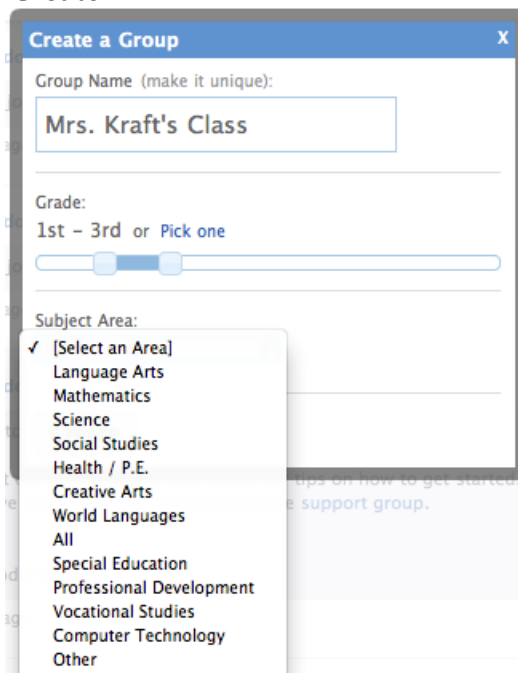 Create a Group X
Group Name (make it unique):
Mrs. Kraft's Class
Grade:
1st – 3rd or Pick one
Subject Area:
✓ [Select an Area]
Language Arts
Mathematics
Science
Social Studies
Health / P.E.
tips on how to get started
Creative Arts
support group.
World Languages
All
Special Education
Professional Development
Vocational Studies
Computer Technology
Other